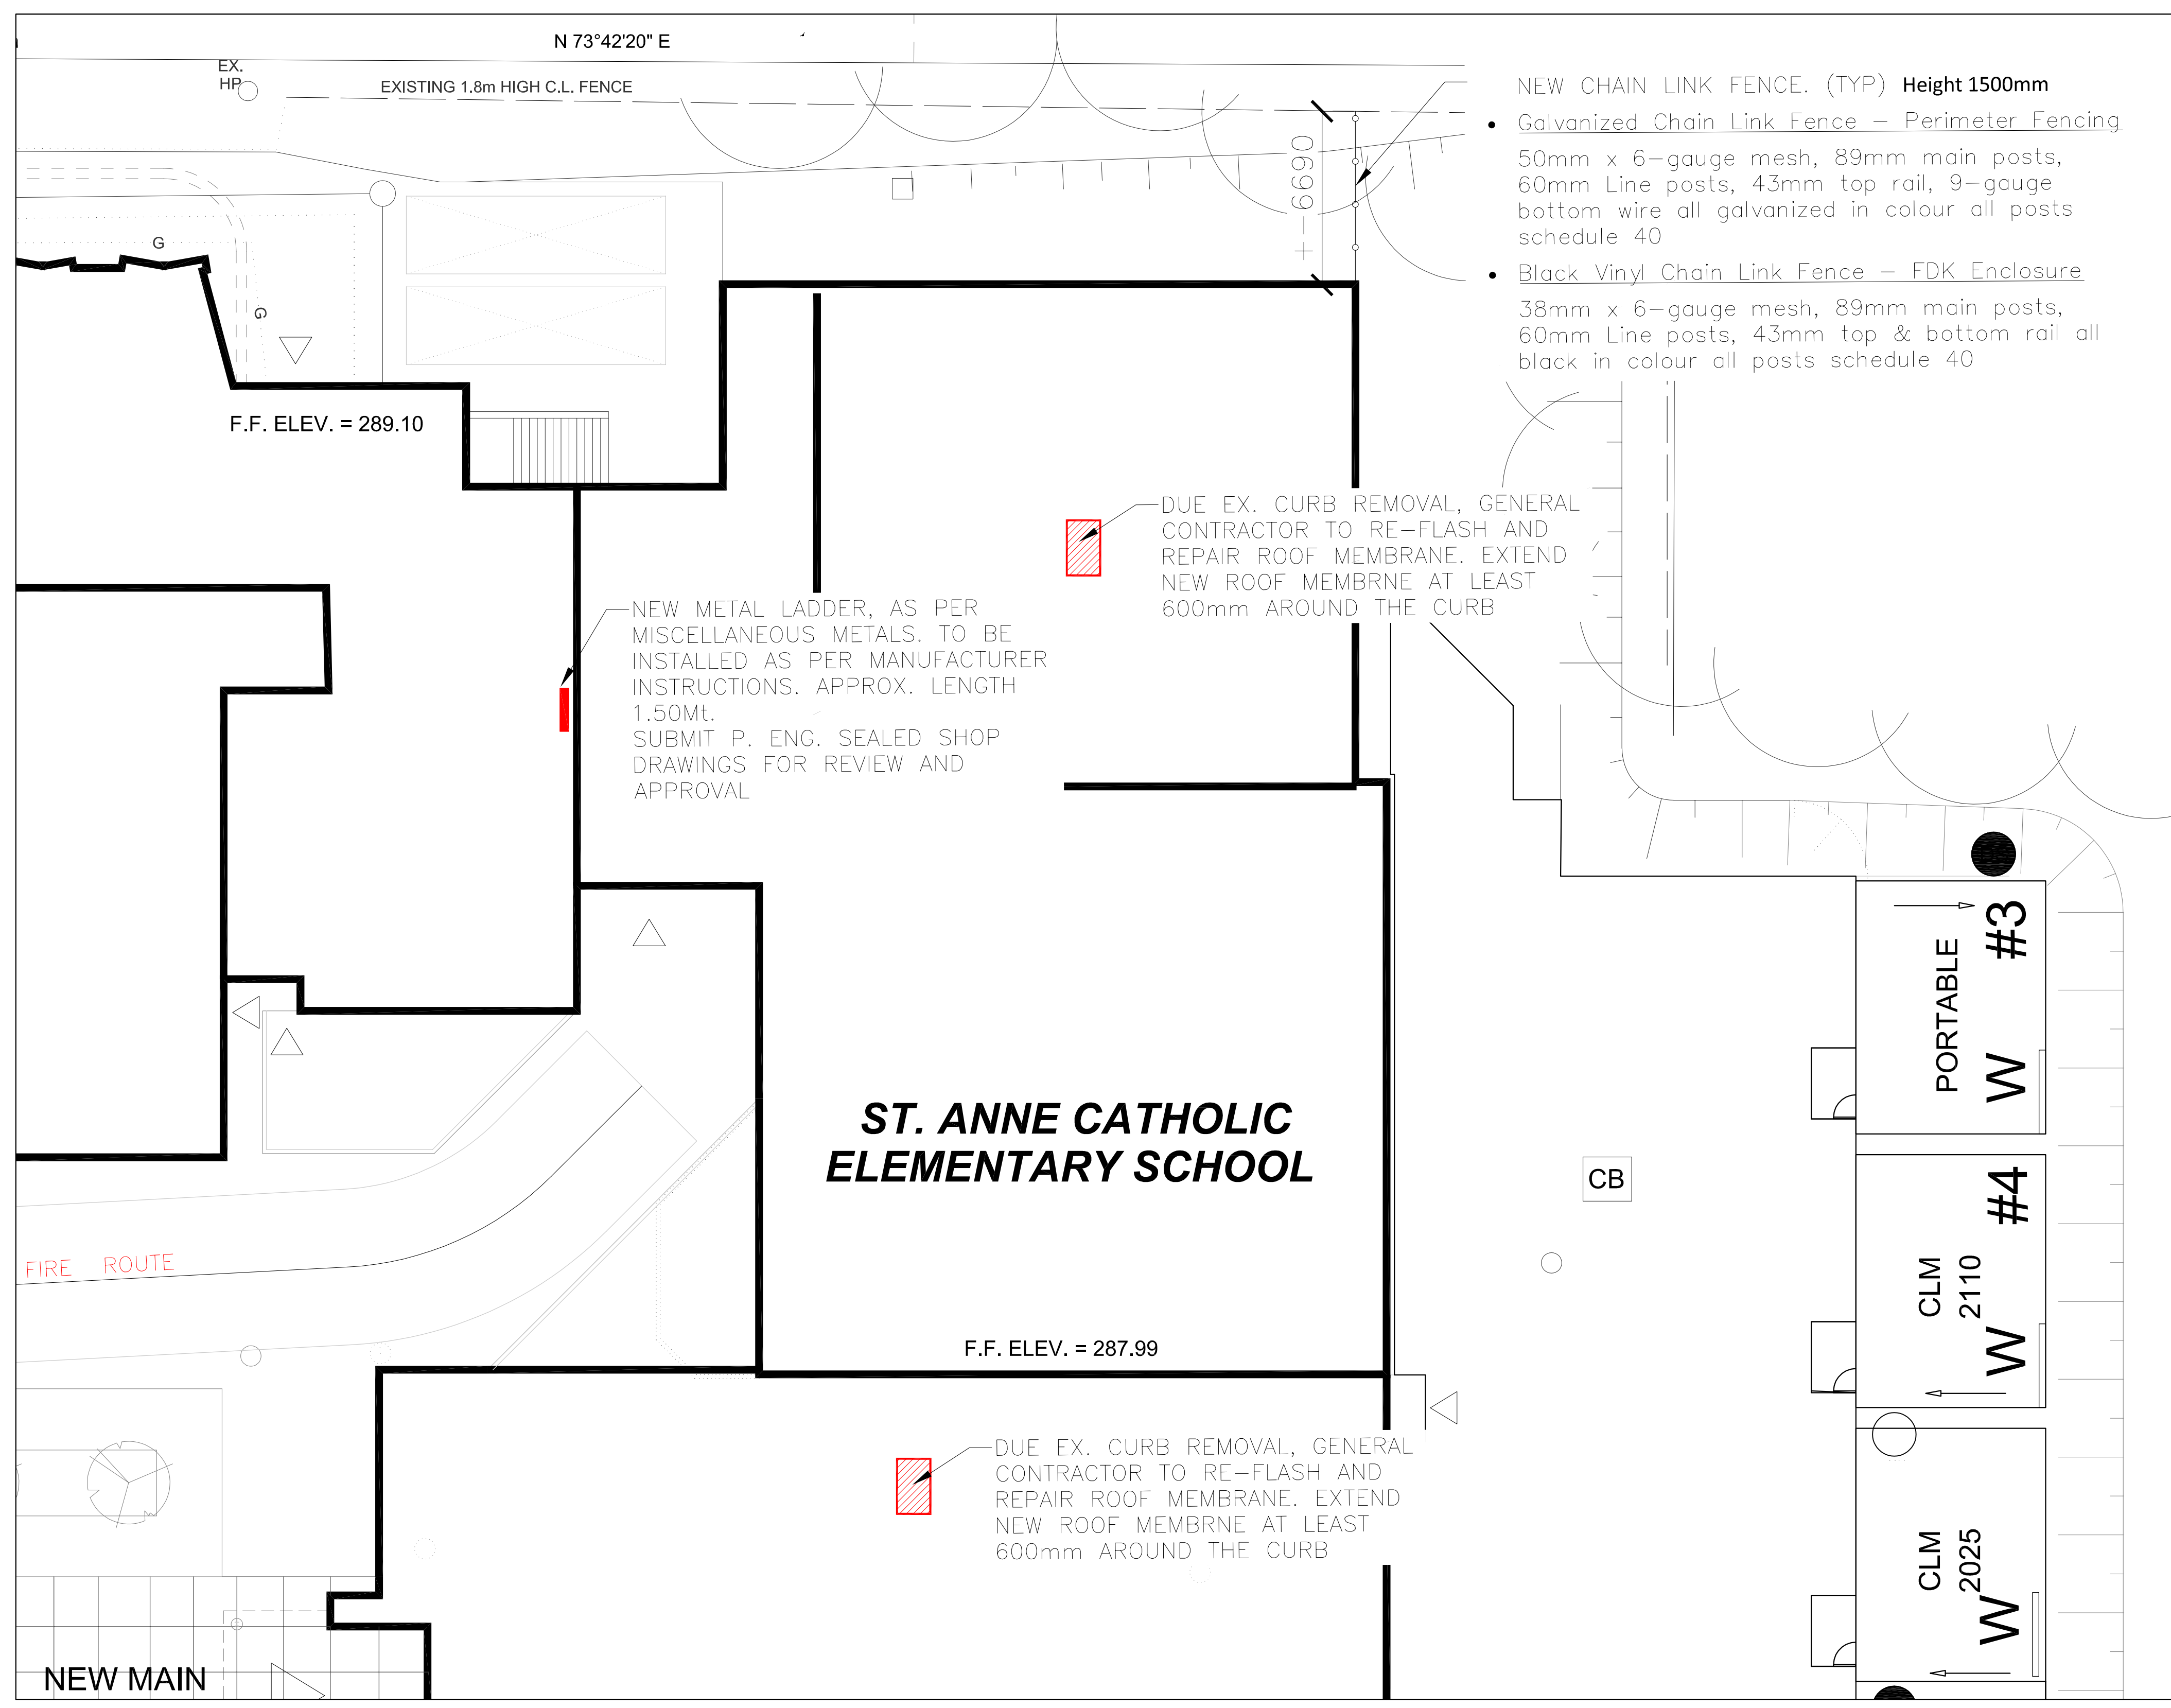 N 73°42'20" E
EX.
HP
EXISTING 1.8m HIGH C.L. FENCE
NEW CHAIN LINK FENCE. (TYP) Height 1500mm
• Galvanized Chain Link Fence – Perimeter Fencing
50mm x 6–gauge mesh, 89mm main posts,
60mm Line posts, 43mm top rail, 9–gauge
bottom wire all galvanized in colour all posts
schedule 40
• Black Vinyl Chain Link Fence – FDK Enclosure
38mm x 6–gauge mesh, 89mm main posts,
60mm Line posts, 43mm top & bottom rail all
black in colour all posts schedule 40
+–6690
G
G
F.F. ELEV. = 289.10
DUE EX. CURB REMOVAL, GENERAL
CONTRACTOR TO RE–FLASH AND
REPAIR ROOF MEMBRANE. EXTEND
NEW ROOF MEMBRNE AT LEAST
600mm AROUND THE CURB
NEW METAL LADDER, AS PER
MISCELLANEOUS METALS. TO BE
INSTALLED AS PER MANUFACTURER
INSTRUCTIONS. APPROX. LENGTH
1.50Mt.
SUBMIT P. ENG. SEALED SHOP
DRAWINGS FOR REVIEW AND
APPROVAL
PORTABLE
W #3
ST. ANNE CATHOLIC
ELEMENTARY SCHOOL
CB
CLM
2110
W #4
FIRE ROUTE
F.F. ELEV. = 287.99
DUE EX. CURB REMOVAL, GENERAL
CONTRACTOR TO RE–FLASH AND
REPAIR ROOF MEMBRANE. EXTEND
NEW ROOF MEMBRNE AT LEAST
600mm AROUND THE CURB
CLM
2025
W
NEW MAIN